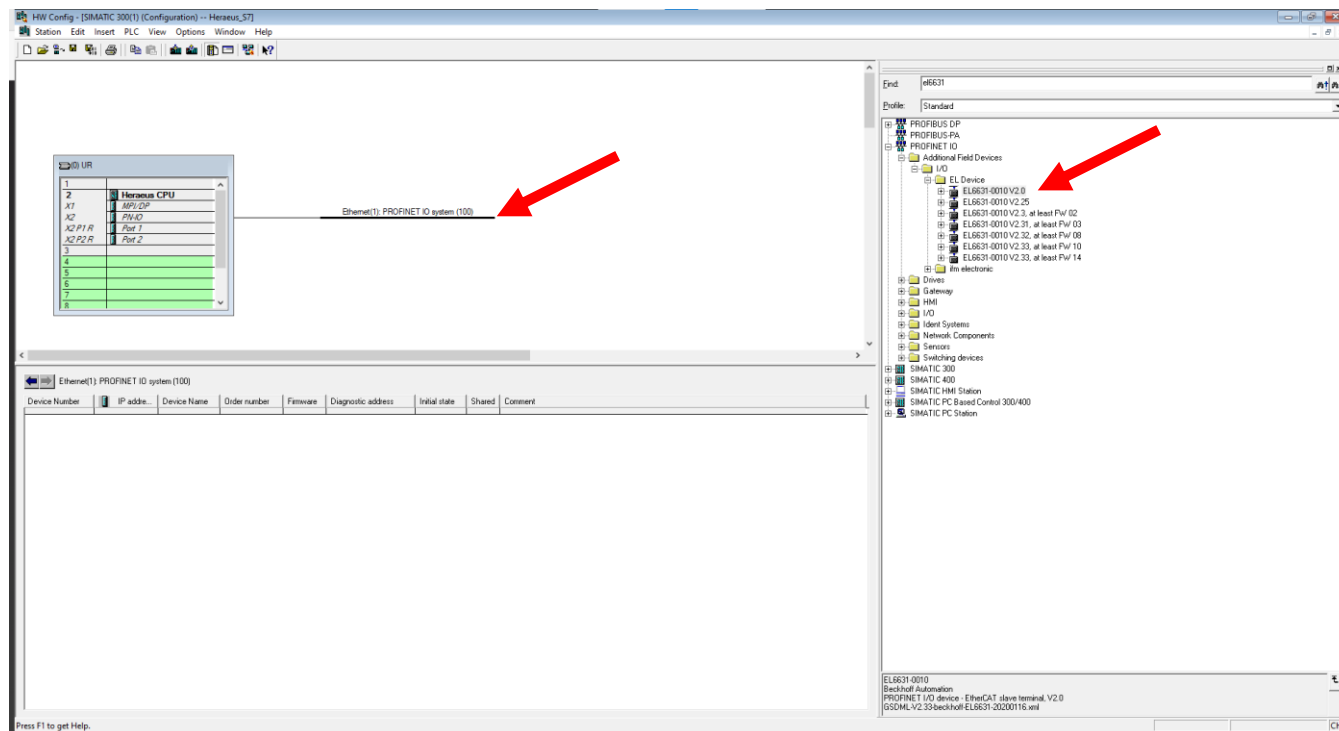 HW Config - [SIMATIC 300(1) (Configuration) -- Heraeus_S7]
Station Edit Insert PLC View Options Window Help
(0) UR
1
2 Heraeus CPU
X1 MPI/DP
X2 PN-IO
X2 P1 R Port 1
X2 P2 R Port 2
3
4
5
6
7
8
Ethernet(1): PROFINET IO system (100)
Ethernet(1): PROFINET IO system (100)
Device Number IP addre... Device Name Order number Firmware Diagnostic address Initial state Shared Comment
Press F1 to get Help.
Find: el6631
Profile: Standard
PROFIBUS DP
PROFIBUS-PA
PROFINET IO
Additional Field Devices
I/O
EL Device
EL6631-0010 V2.0
EL6631-0010 V2.25
EL6631-0010 V2.3, at least FW 02
EL6631-0010 V2.31, at least FW 03
EL6631-0010 V2.32, at least FW 08
EL6631-0010 V2.33, at least FW 10
EL6631-0010 V2.33, at least FW 14
ifm electronic
Drives
Gateway
HMI
I/O
Ident Systems
Network Components
Sensors
Switching devices
SIMATIC 300
SIMATIC 400
SIMATIC HMI Station
SIMATIC PC Based Control 300/400
SIMATIC PC Station
EL6631-0010
Beckhoff Automation
PROFINET I/O device - EtherCAT slave terminal, V2.0
GSDML-V2.33-beckhoff-EL6631-20200116.xml